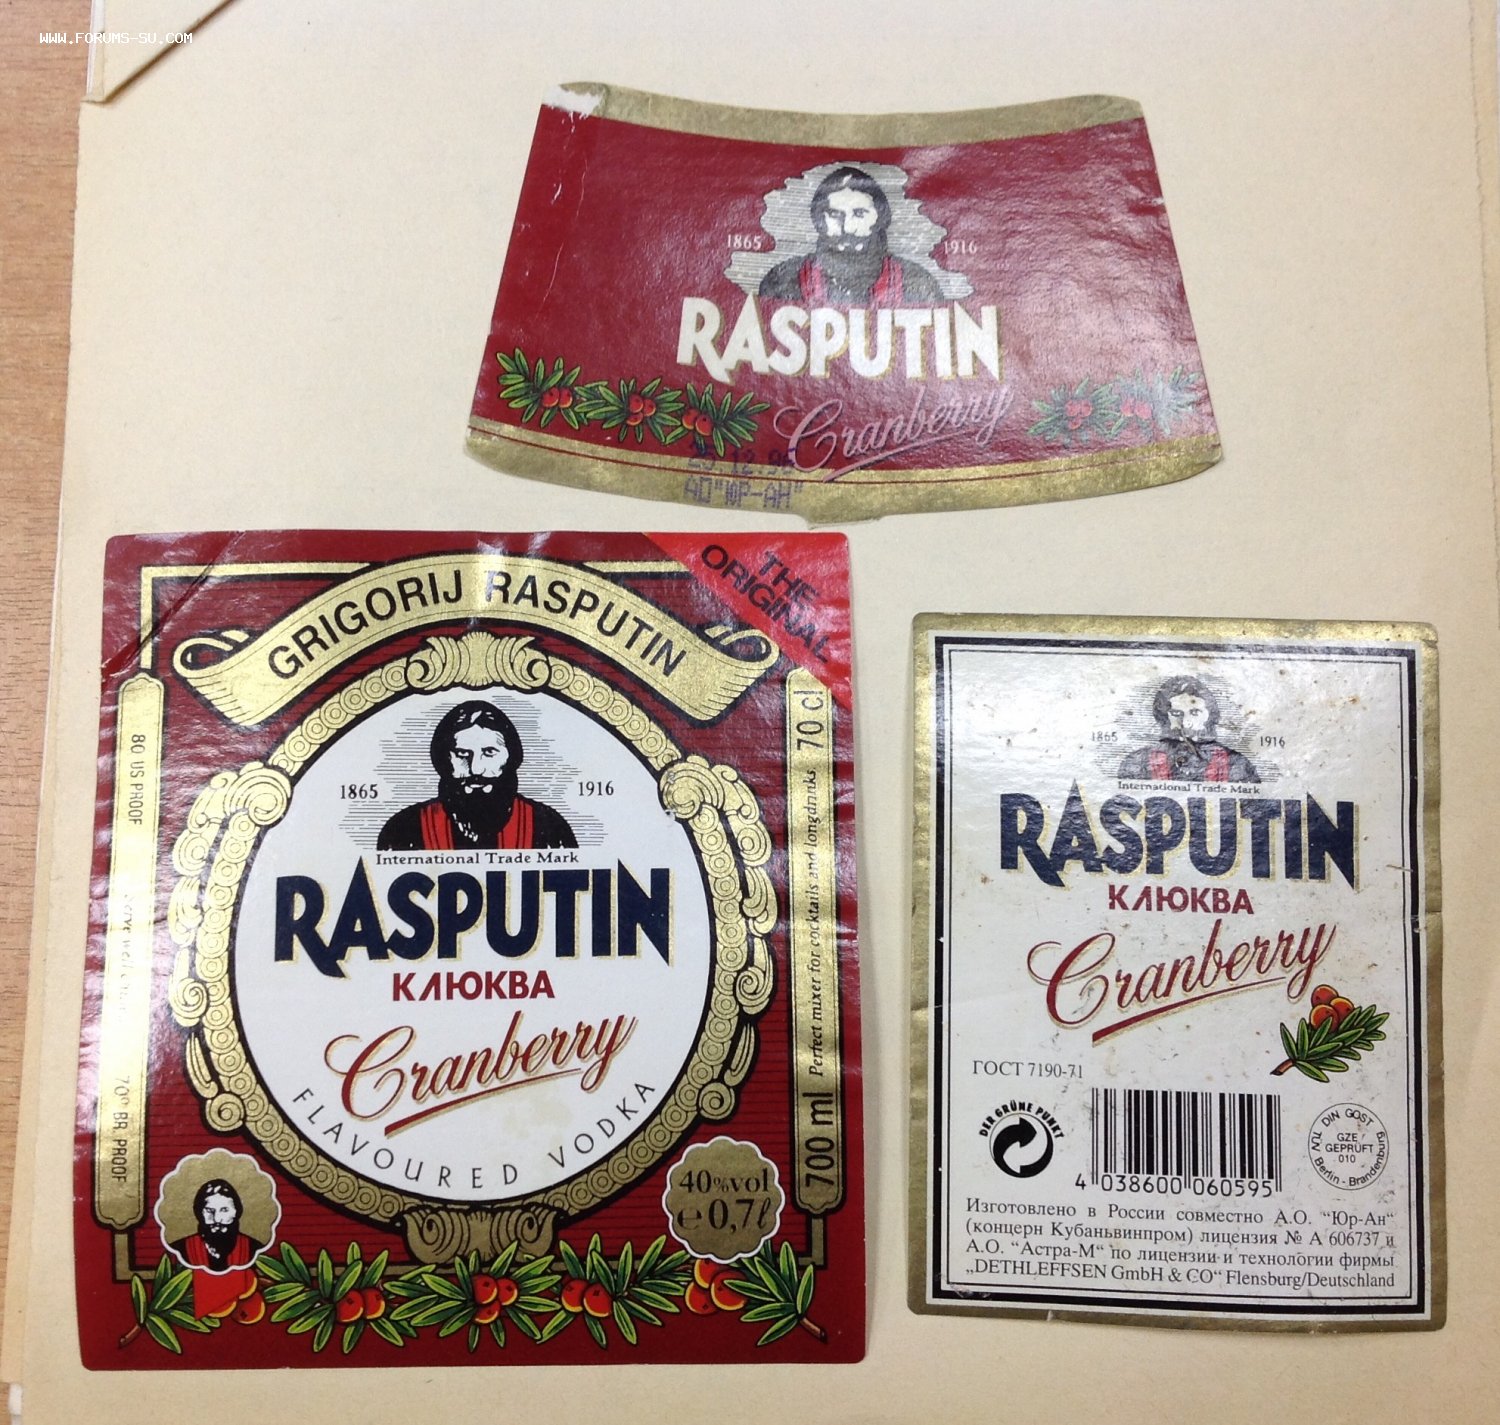 WWW.FORUMS-SU.COM
1865 1916
RASPUTIN
Cranberry
АО"ЮР-АН"
THE ORIGINAL
GRIGORIJ RASPUTIN
80 US PROOF
70° BR. PROOF
1865 1916
International Trade Mark
RASPUTIN
КЛЮКВА
Cranberry
FLAVOURED VODKA
40%vol
e 0,7ℓ
700 ml Perfect mixer for cocktails and longdrinks 70 Cl
1865 1916
International Trade Mark
RASPUTIN
КЛЮКВА
Cranberry
ГОСТ 7190-71
DER GRÜNE PUNKT
DIN GOST TÜV Berlin - Brandenburg
GZE
GEPRÜFT
010
4 038600 060595
Изготовлено в России совместно А.О. "Юр-Ан"
(концерн Кубаньвинпром) лицензия № А 606737 и
А.О. "Астра-М" по лицензии и технологии фирмы
„DETHLEFFSEN GmbH & CO" Flensburg/Deutschland